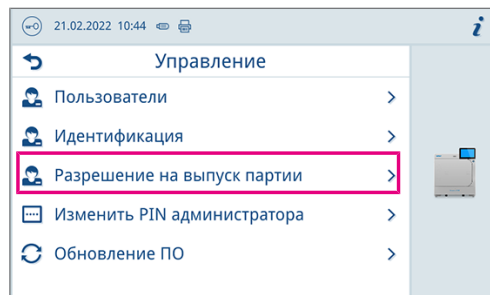 21.02.2022 10:44
i
Управление
Пользователи
Идентификация
Разрешение на выпуск партии
Изменить PIN администратора
Обновление ПО